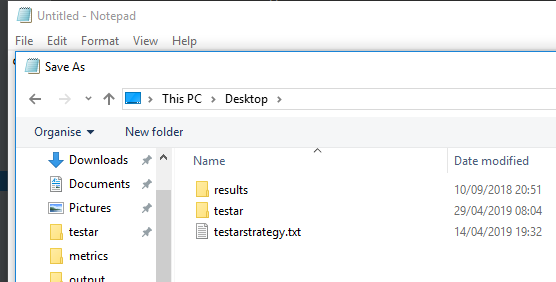 Untitled - Notepad
File Edit Format View Help
Save As
This PC Desktop
Organise New folder
Downloads
Documents
Pictures
testar
metrics
output
Name Date modified
results 10/09/2018 20:51
testar 29/04/2019 08:04
testarstrategy.txt 14/04/2019 19:32